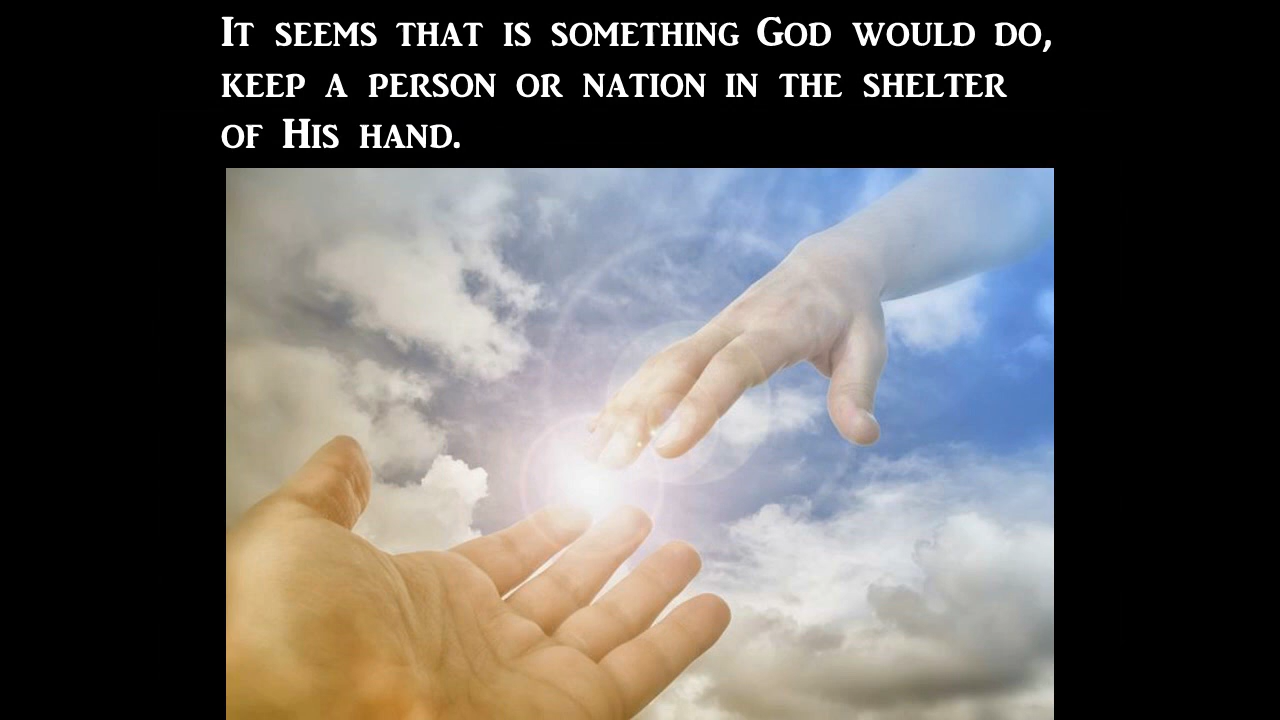 It seems that is something God would do,
keep a person or nation in the shelter
of His hand.